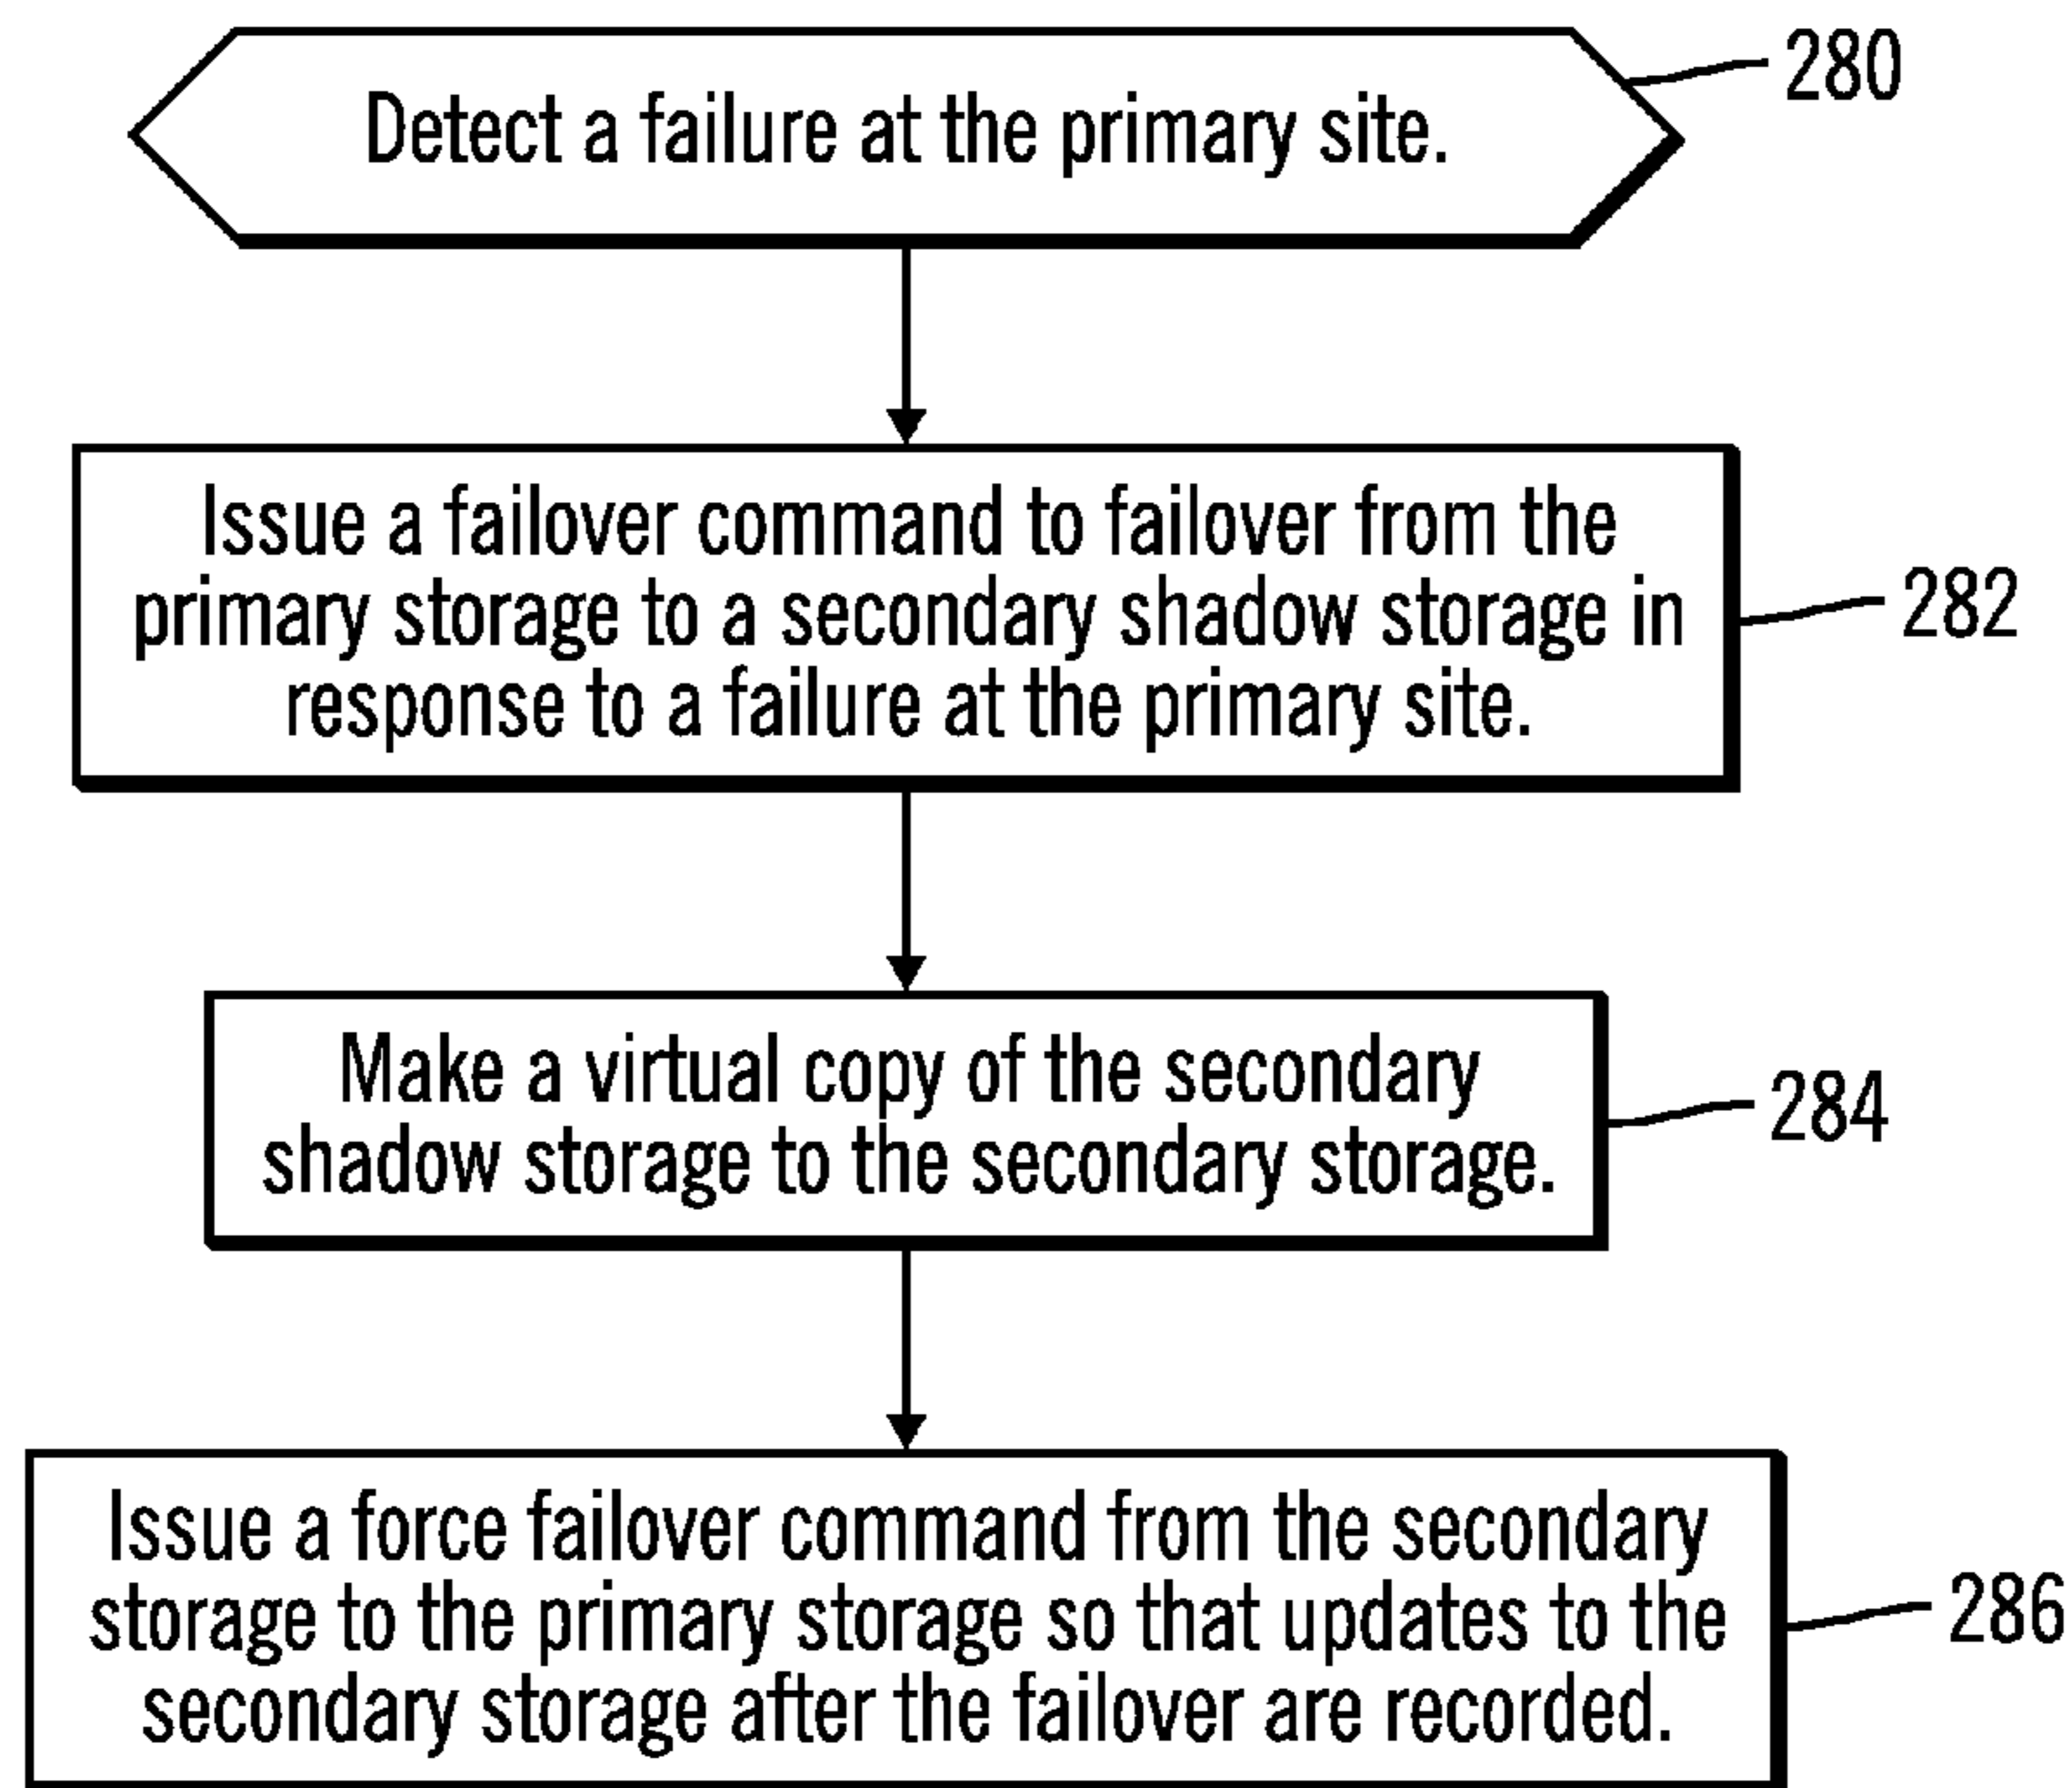 Detect a failure at the primary site.
280
Issue a failover command to failover from the
primary storage to a secondary shadow storage in
response to a failure at the primary site.
282
Make a virtual copy of the secondary
shadow storage to the secondary storage.
284
Issue a force failover command from the secondary
storage to the primary storage so that updates to the
secondary storage after the failover are recorded.
286